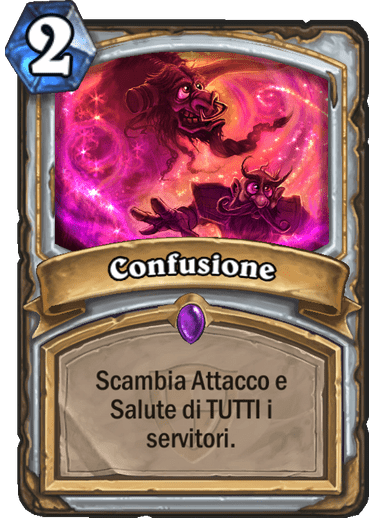 2
Confusione
Scambia Attacco e
Salute di TUTTI i
servitori.